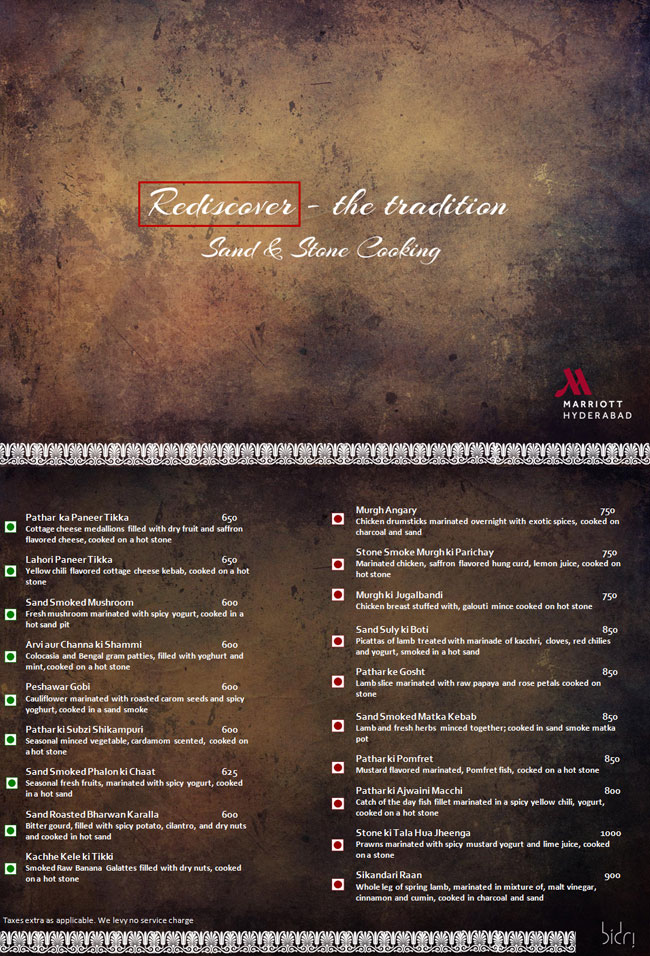 Rediscover - the tradition
Sand & Stone Cooking
MARRIOTT
HYDERABAD
Pathar ka Paneer Tikka 650
Cottage cheese medallions filled with dry fruit and saffron
flavored cheese, cooked on a hot stone
Lahori Paneer Tikka 650
Yellow chili flavored cottage cheese kebab, cooked on a hot
stone
Sand Smoked Mushroom 600
Fresh mushroom marinated with spicy yogurt, cooked in a
hot sand pit
Arvi aur Channa ki Shammi 600
Colocasia and Bengal gram patties, filled with yoghurt and
mint, cooked on a hot stone
Peshawar Gobi 600
Cauliflower marinated with roasted carom seeds and spicy
yoghurt, cooked in a sand smoke
Pathar ki Subzi Shikampuri 600
Seasonal minced vegetable, cardamom scented, cooked on
a hot stone
Sand Smoked Phalon ki Chaat 625
Seasonal fresh fruits, marinated with spicy yogurt, cooked
in a hot sand
Sand Roasted Bharwan Karalla 600
Bitter gourd, filled with spicy potato, cilantro, and dry nuts
and cooked in hot sand
Kachhe Kele ki Tikki
Smoked Raw Banana Galattes filled with dry nuts, cooked
on a hot stone
Murgh Angary 750
Chicken drumsticks marinated overnight with exotic spices, cooked on
charcoal and sand
Stone Smoke Murgh ki Parichay 750
Marinated chicken, saffron flavored hung curd, lemon juice, cooked on
hot stone
Murgh ki Jugalbandi 750
Chicken breast stuffed with, galouti mince cooked on hot stone
Sand Suly ki Boti 850
Picattas of lamb treated with marinade of kacchri, cloves, red chilies
and yogurt, smoked in a hot sand
Pathar ke Gosht 850
Lamb slice marinated with raw papaya and rose petals cooked on
stone
Sand Smoked Matka Kebab 850
Lamb and fresh herbs minced together; cooked in sand smoke matka
pot
Pathar ki Pomfret 850
Mustard flavored marinated, Pomfret fish, cocked on a hot stone
Pathar ki Ajwaini Macchi 800
Catch of the day fish fillet marinated in a spicy yellow chili, yogurt,
cooked on a hot stone
Stone ki Tala Hua Jheenga 1000
Prawns marinated with spicy mustard yogurt and lime juice, cooked
on a stone
Sikandari Raan 900
Whole leg of spring lamb, marinated in mixture of, malt vinegar,
cinnamon and cumin, cooked in charcoal and sand
Taxes extra as applicable. We levy no service charge
bidri